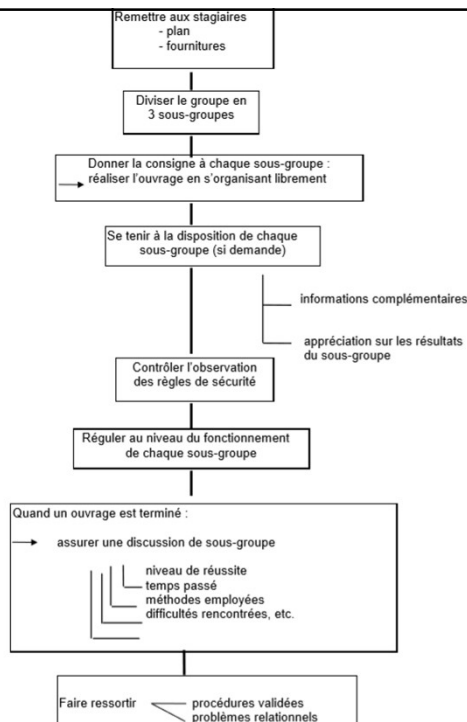 Remettre aux stagiaires
- plan
- fournitures
Diviser le groupe en
3 sous-groupes
Donner la consigne à chaque sous-groupe :
réaliser l'ouvrage en s'organisant librement
Se tenir à la disposition de chaque
sous-groupe (si demande)
informations complémentaires
appréciation sur les résultats
du sous-groupe
Contrôler l'observation
des règles de sécurité
Réguler au niveau du fonctionnement
de chaque sous-groupe
Quand un ouvrage est terminé :
assurer une discussion de sous-groupe
niveau de réussite
temps passé
méthodes employées
difficultés rencontrées, etc.
Faire ressortir
procédures validées
problèmes relationnels